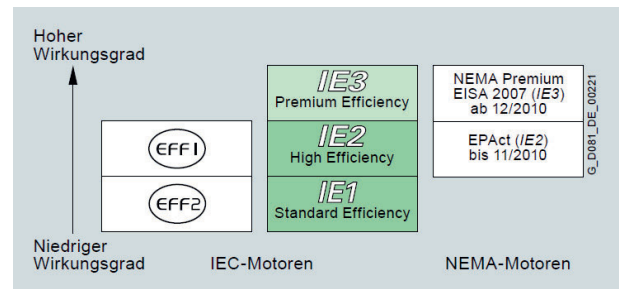 Hoher
Wirkungsgrad
EFF1
EFF2
Niedriger
Wirkungsgrad
IE3
Premium Efficiency
IE2
High Efficiency
IE1
Standard Efficiency
IEC-Motoren
NEMA Premium
EISA 2007 (IE3)
ab 12/2010
EPAct (IE2)
bis 11/2010
NEMA-Motoren
G_D081_DE_00221